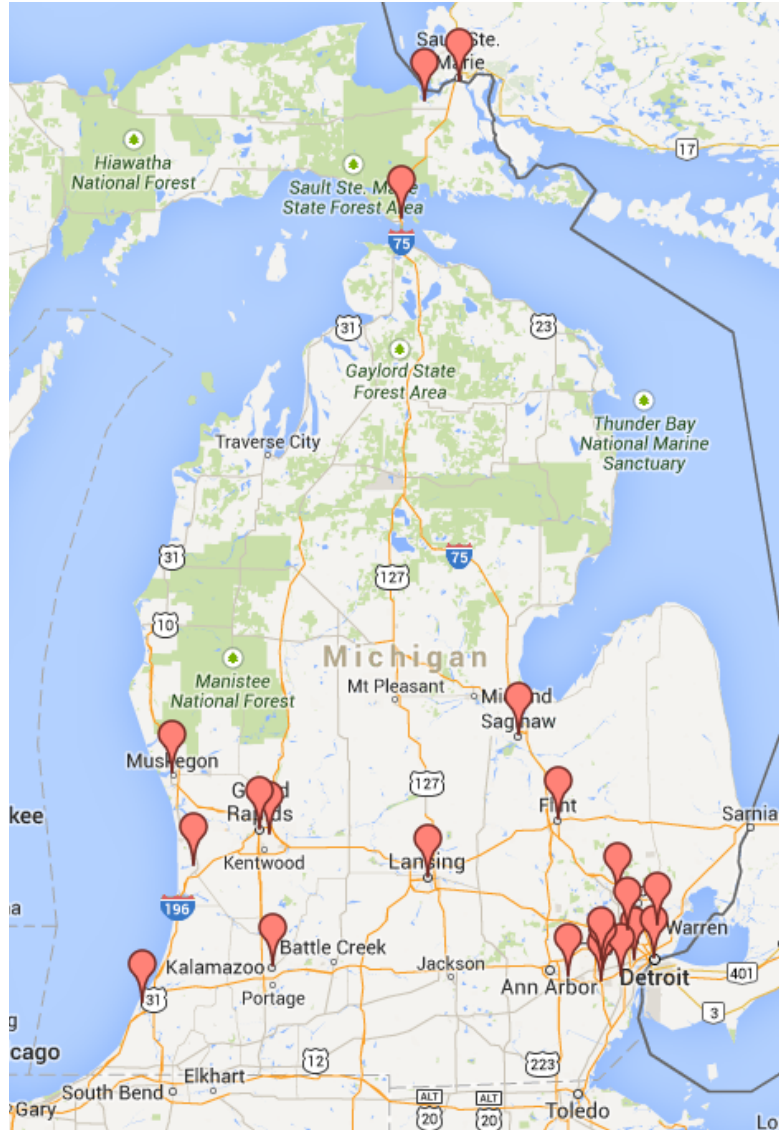 Sault Ste.
Marie
17
Hiawatha
National Forest
Sault Ste. Marie
State Forest Area
75
31
23
Gaylord State
Forest Area
Thunder Bay
National Marine
Sanctuary
Traverse City
31
75
127
10
Michigan
Manistee
National Forest
Mt Pleasant
Midland
Saginaw
Muskegon
127
kee
Grand
Rapids
Flint
Sarnia
Kentwood
Lansing
196
a
Warren
Battle Creek
Kalamazoo
Jackson
Ann Arbor
Detroit
401
31
Portage
3
g
cago
12
223
Elkhart
South Bend
ALT
20
ALT
20
Toledo
Gary
Lo